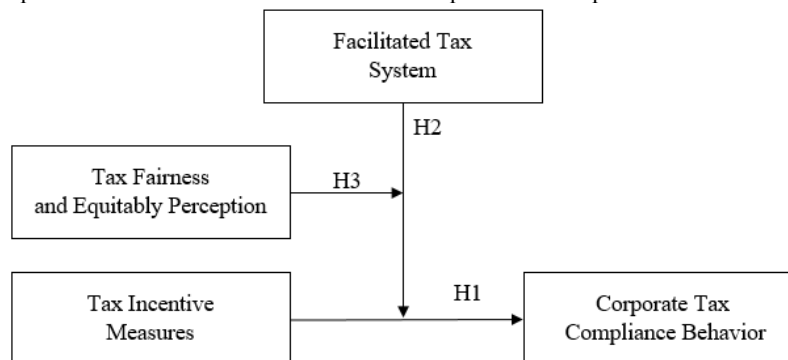 Facilitated Tax
System
H2
Tax Fairness
and Equitably Perception
H3
H1
Tax Incentive
Measures
Corporate Tax
Compliance Behavior